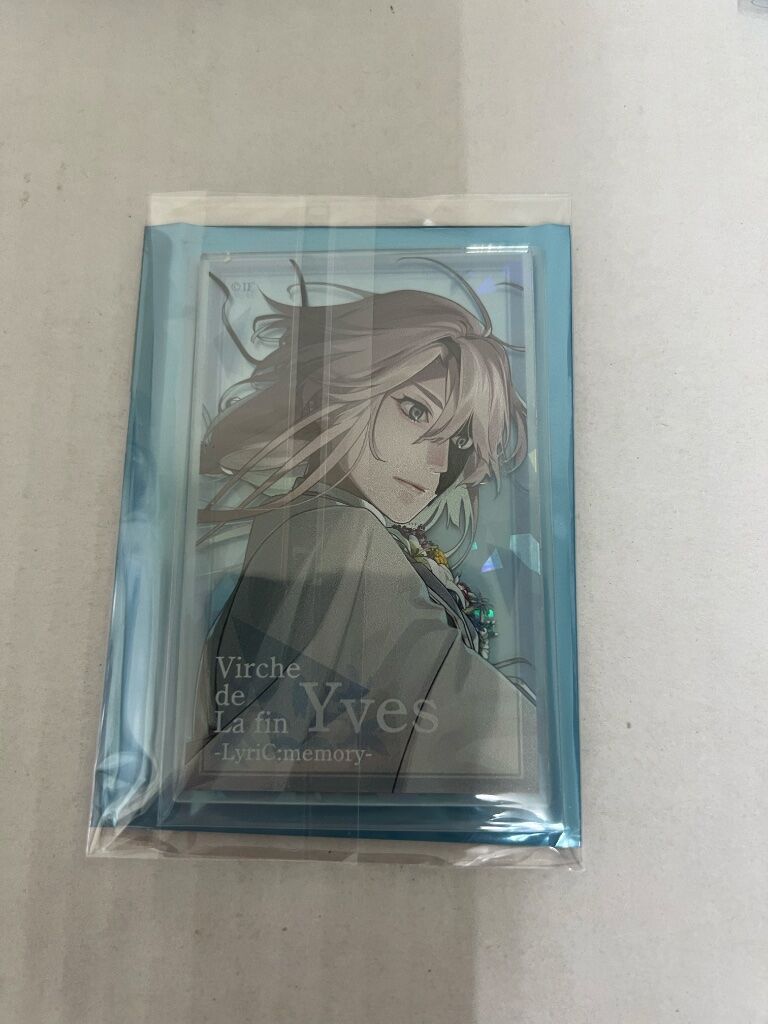 ©IF
Virche
de
La fin Yves
-LyriC:memory-